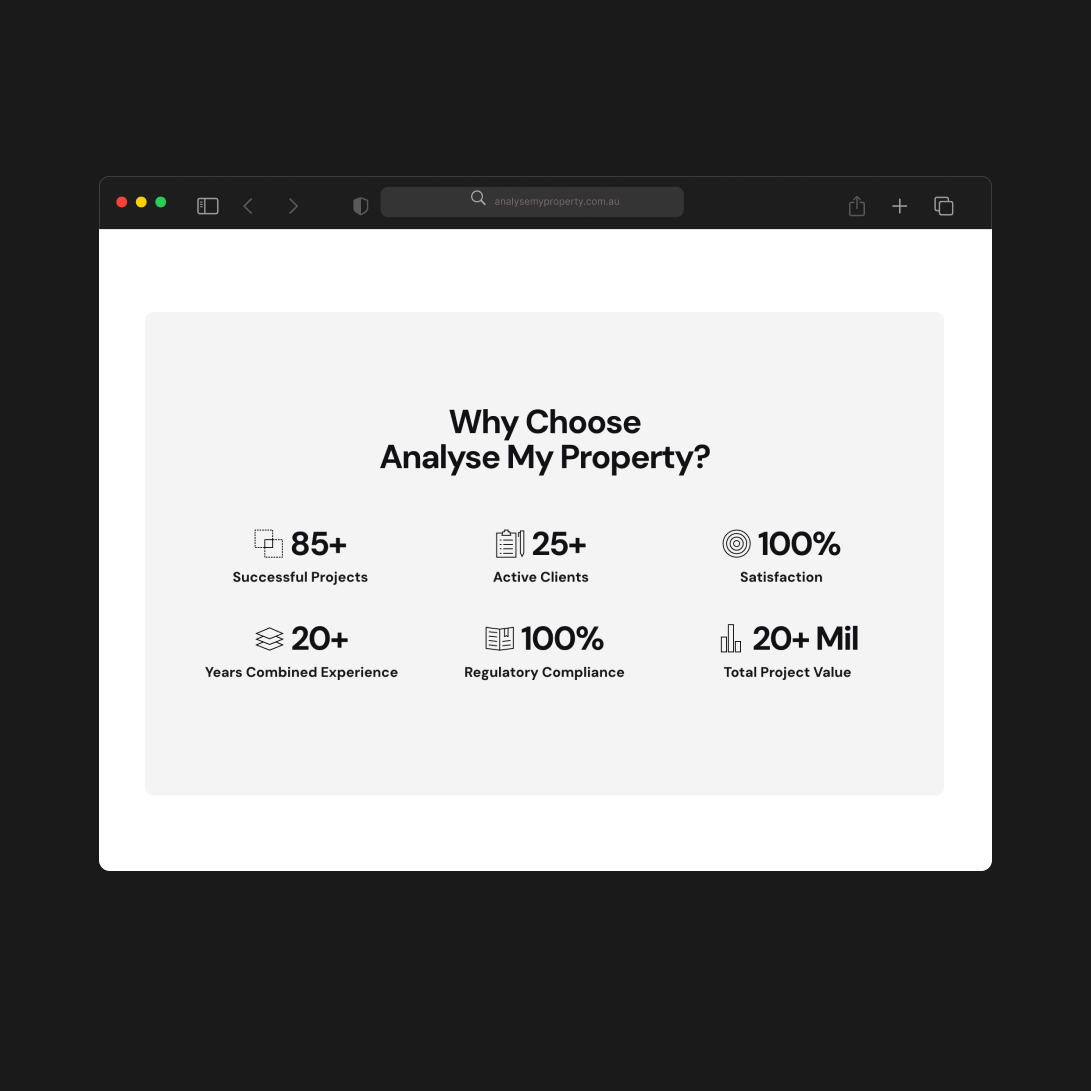 analysemyproperty.com.au
Why Choose
Analyse My Property?
85+
Successful Projects
25+
Active Clients
100%
Satisfaction
20+
Years Combined Experience
100%
Regulatory Compliance
20+ Mil
Total Project Value